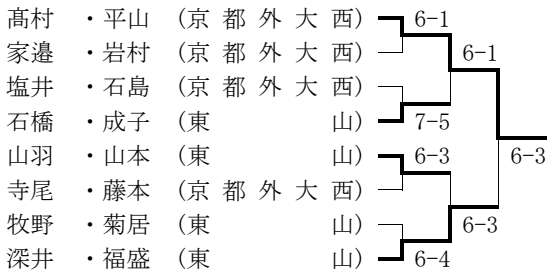 髙村 ・平山 (京 都 外 大 西) 6-1
家邉 ・岩村 (京 都 外 大 西) 6-1
塩井 ・石島 (京 都 外 大 西)
石橋 ・成子 (東 山) 7-5
山羽 ・山本 (東 山) 6-3 6-3
寺尾 ・藤本 (京 都 外 大 西)
牧野 ・菊居 (東 山) 6-3
深井 ・福盛 (東 山) 6-4